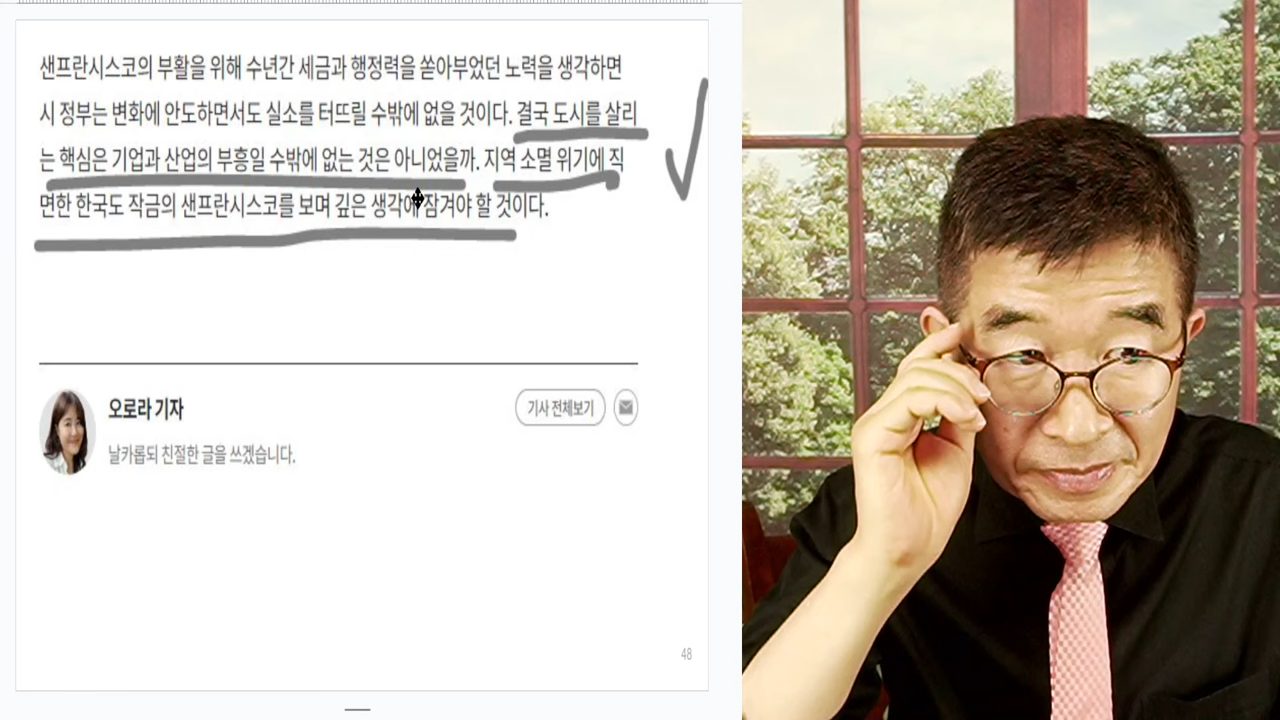 샌프란시스코의 부활을 위해 수년간 세금과 행정력을 쏟아부었던 노력을 생각하면
시 정부는 변화에 안도하면서도 실소를 터뜨릴 수밖에 없을 것이다. 결국 도시를 살리
는 핵심은 기업과 산업의 부흥일 수밖에 없는 것은 아니었을까. 지역 소멸 위기에 직
면한 한국도 작금의 샌프란시스코를 보며 깊은 생각에 잠겨야 할 것이다.
오로라 기자
기사 전체보기
날카롭되 친절한 글을 쓰겠습니다.
48